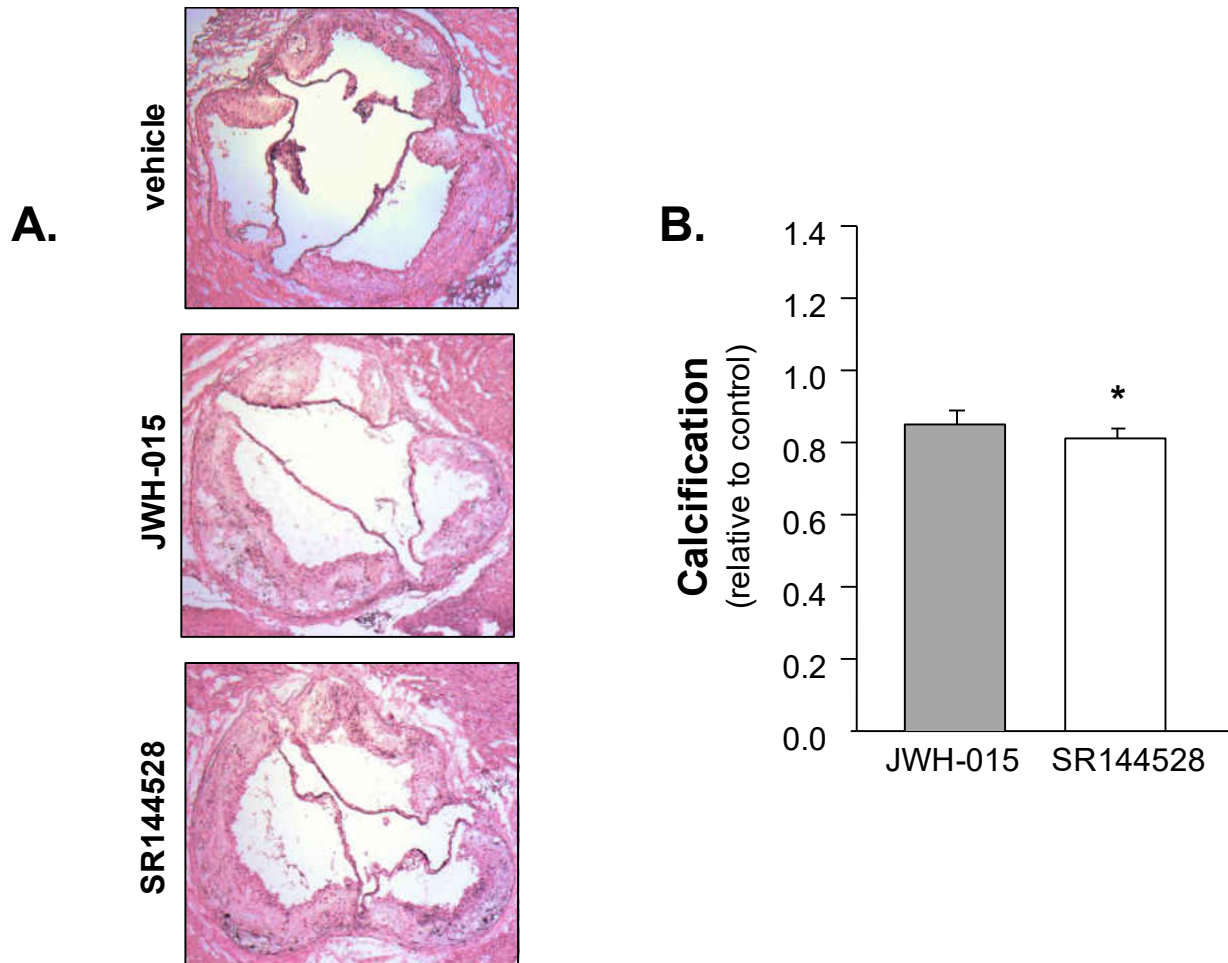 A.
vehicle
JWH-015
SR144528
B.
Calcification
(relative to control)
1.4
1.2
1.0
0.8
0.6
0.4
0.2
0.0
*
JWH-015
SR144528